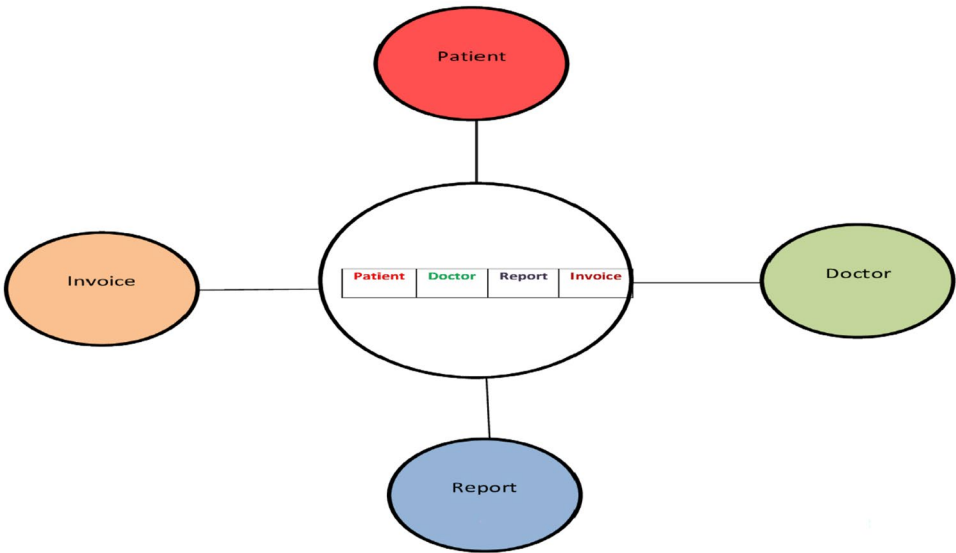 Patient
Invoice
Patient Doctor Report Invoice
Doctor
Report